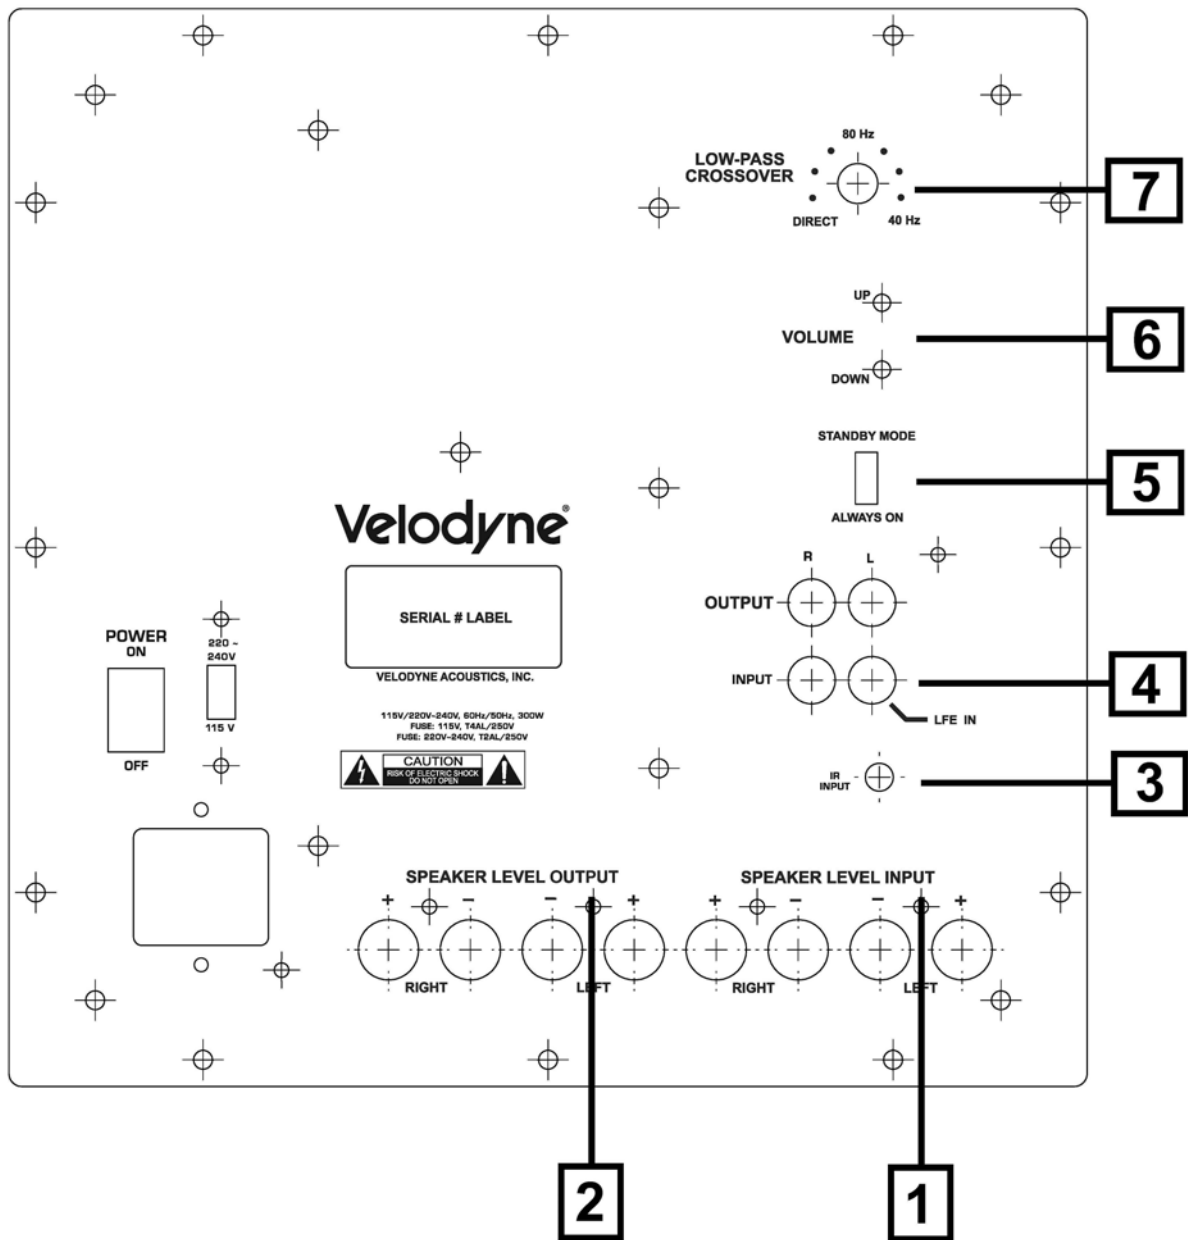 80 Hz
LOW-PASS
CROSSOVER
DIRECT
40 Hz
7
UP
VOLUME
DOWN
6
STANDBY MODE
ALWAYS ON
5
R L
OUTPUT
INPUT
LFE IN
4
IR
INPUT
3
Velodyne®
SERIAL # LABEL
VELODYNE ACOUSTICS, INC.
POWER
ON
OFF
220 ~
240V
115 V
115V/220V~240V, 60Hz/50Hz, 300W
FUSE: 115V, T4AL/250V
FUSE: 220V~240V, T2AL/250V
CAUTION
RISK OF ELECTRIC SHOCK
DO NOT OPEN
SPEAKER LEVEL OUTPUT
+ − − +
RIGHT LEFT
SPEAKER LEVEL INPUT
+ − − +
RIGHT LEFT
2
1